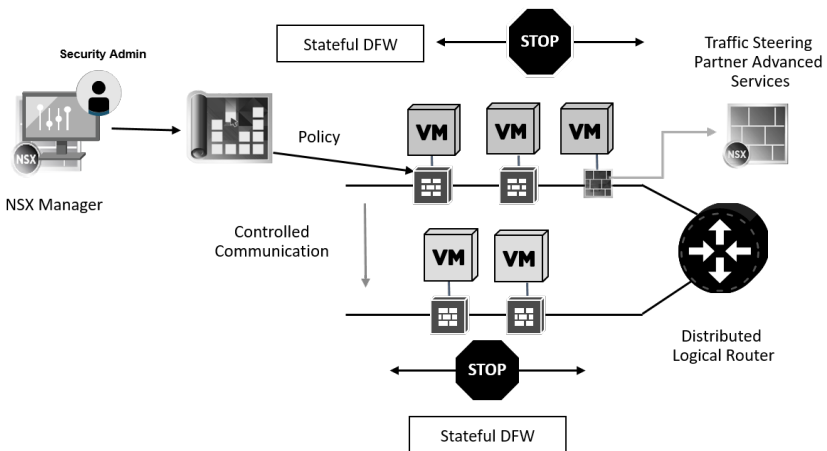 Stateful DFW
STOP
Traffic Steering
Partner Advanced
Services
Security Admin
NSX
NSX Manager
Policy
VM
VM
VM
NSX
Controlled
Communication
VM
VM
Distributed
Logical Router
STOP
Stateful DFW